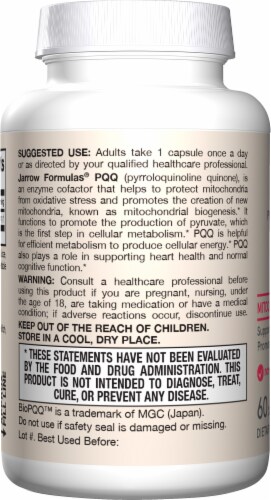 SUGGESTED USE: Adults take 1 capsule once a day
or as directed by your qualified healthcare professional.
Jarrow Formulas® PQQ (pyrroloquinoline quinone), is
an enzyme cofactor that helps to protect mitochondria
from oxidative stress and promotes the creation of new
mitochondria, known as mitochondrial biogenesis.* It
functions to promote the production of pyruvate, which
is the first step in cellular metabolism.* PQQ is helpful
for efficient metabolism to produce cellular energy.* PQQ
also plays a role in supporting heart health and normal
cognitive function.*
WARNING: Consult a healthcare professional before
using this product if you are pregnant, nursing, under
the age of 18, are taking medication or have a medical
condition; if adverse reactions occur, discontinue use.
KEEP OUT OF THE REACH OF CHILDREN.
STORE IN A COOL, DRY PLACE.
* THESE STATEMENTS HAVE NOT BEEN EVALUATED
BY THE FOOD AND DRUG ADMINISTRATION. THIS
PRODUCT IS NOT INTENDED TO DIAGNOSE, TREAT,
CURE, OR PREVENT ANY DISEASE.
BioPQQ™ is a trademark of MGC (Japan).
Do not use if safety seal is damaged or missing.
Lot #. Best Used Before:
60